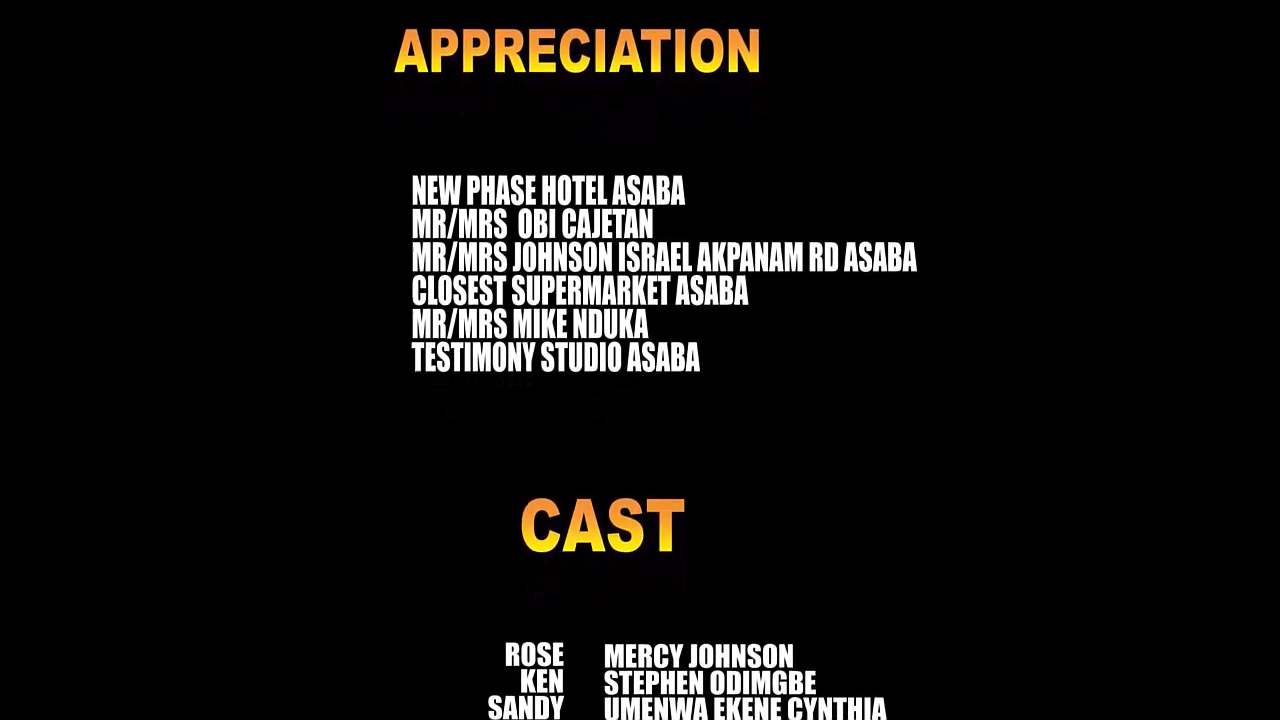 APPRECIATION
NEW PHASE HOTEL ASABA
MR/MRS OBI CAJETAN
MR/MRS JOHNSON ISRAEL AKPANAM RD ASABA
CLOSEST SUPERMARKET ASABA
MR/MRS MIKE NDUKA
TESTIMONY STUDIO ASABA
CAST
ROSE MERCY JOHNSON
KEN STEPHEN ODIMGBE
SANDY UMENWA EKENE CYNTHIA